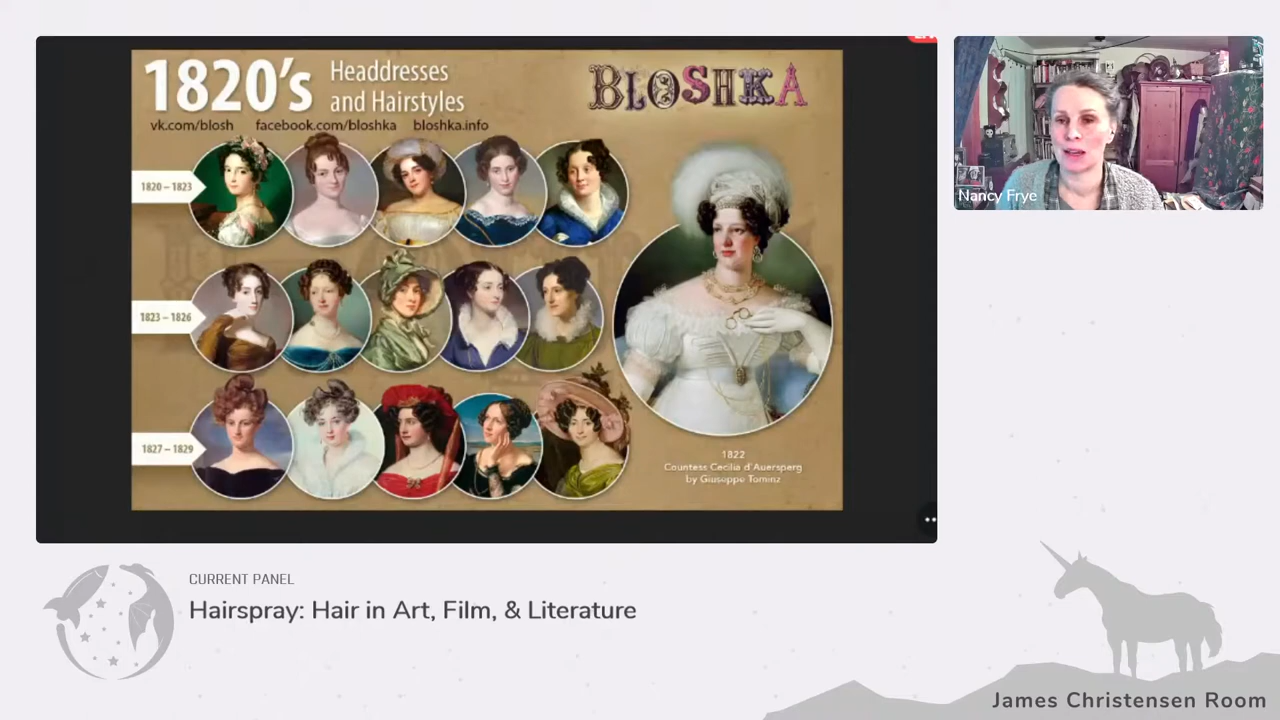 1820's
Headdresses
and Hairstyles
BLOSHKA
vk.com/blosh facebook.com/bloshka bloshka.info
1820 – 1823
1823 – 1826
1827 – 1829
1822
Countess Cecilia d'Auersperg
by Giuseppe Tominz
Nancy Frye
CURRENT PANEL
Hairspray: Hair in Art, Film, & Literature
James Christensen Room